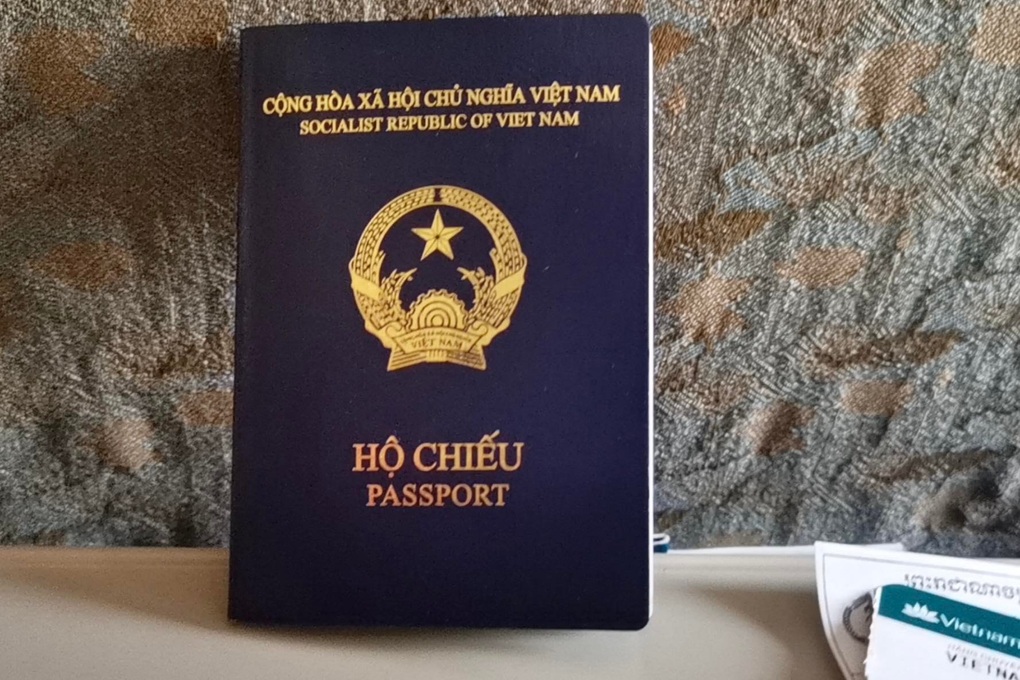 CỘNG HÒA XÃ HỘI CHỦ NGHĨA VIỆT NAM
SOCIALIST REPUBLIC OF VIET NAM
VIỆT NAM
HỘ CHIẾU
PASSPORT
Vietnam